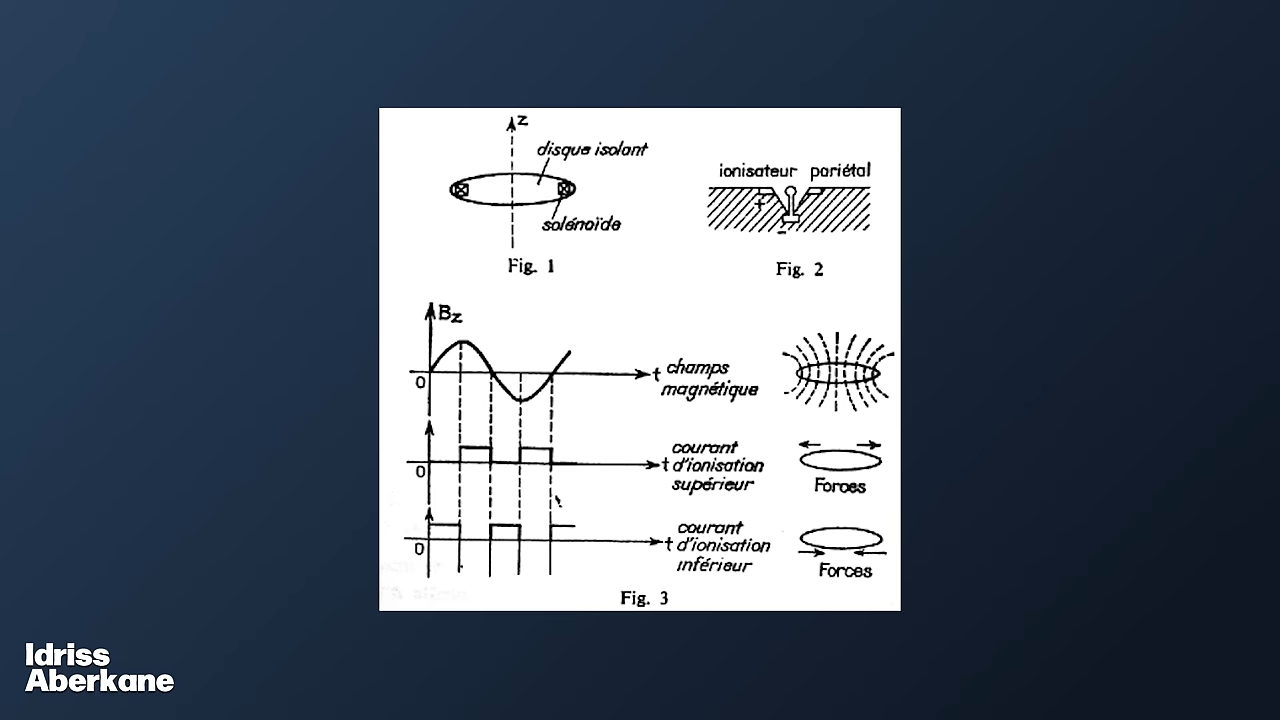 z
disque isolant
solénoïde
Fig. 1
ionisateur pariétal
+
-
Fig. 2
Bz
0
t champs
magnétique
0
courant
t d'ionisation
supérieur
Forces
0
courant
t d'ionisation
inférieur
Forces
Fig. 3
Idriss
Aberkane